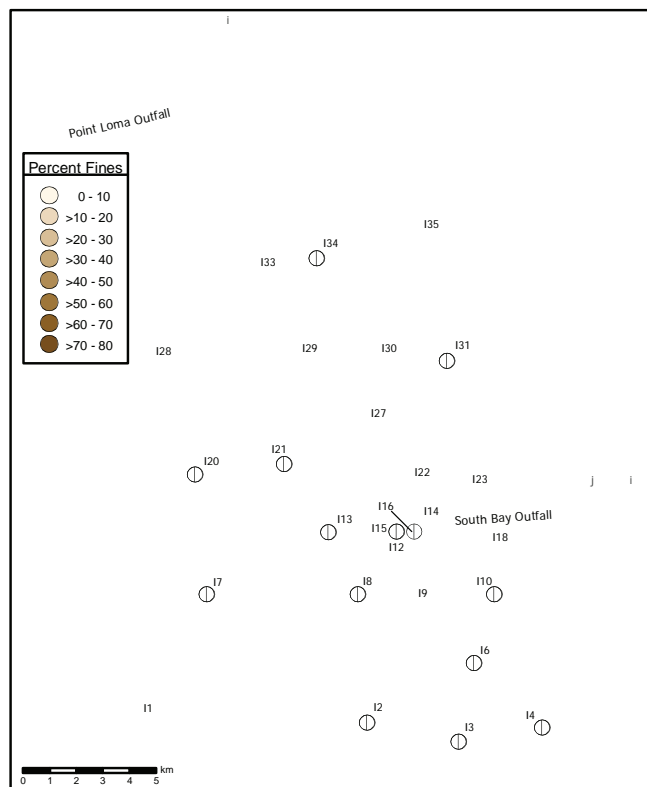 i
Point Loma Outfall
Percent Fines
0 - 10
>10 - 20
>20 - 30
>30 - 40
>40 - 50
>50 - 60
>60 - 70
>70 - 80
I35
I34
I33
I31
I28
I29
I30
I27
I21
I20
I22
I23
j i
I16
I14
I13
I15
South Bay Outfall
I18
I12
I7
I8
I9
I10
I6
I1
I2
I4
I3
km
0 1 2 3 4 5